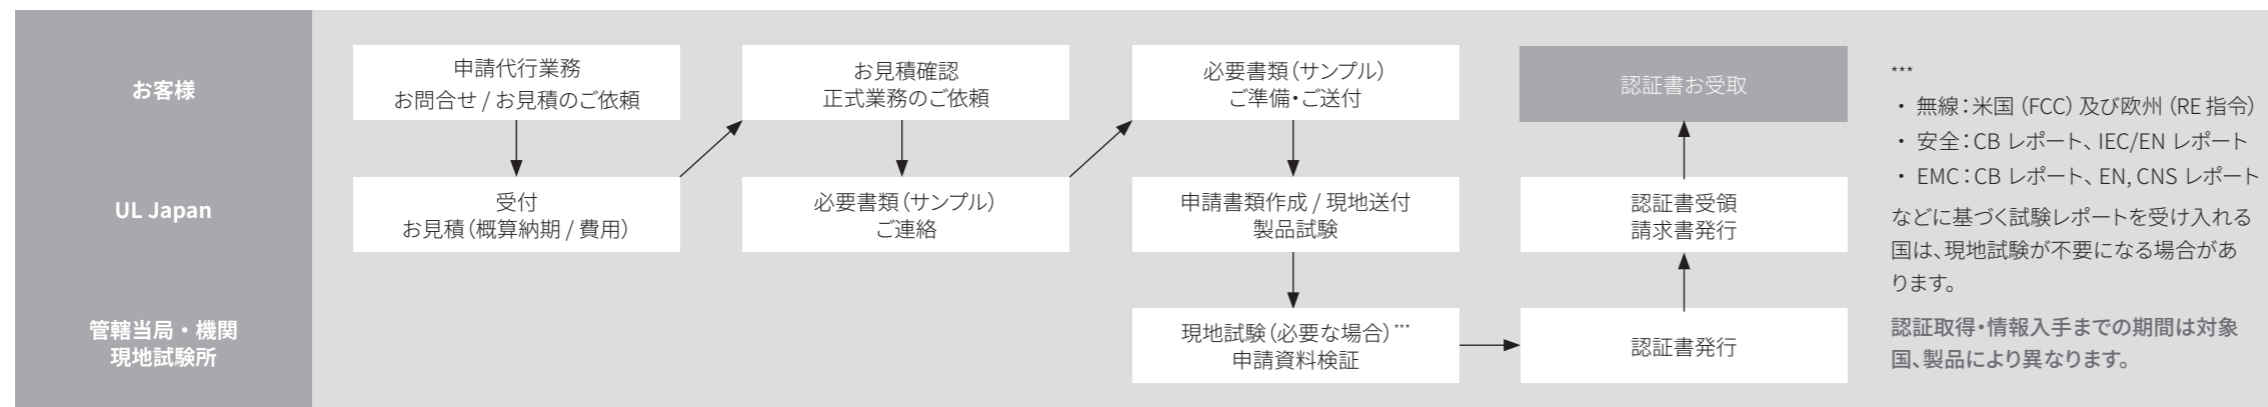 お客様
申請代行業務
お問合せ / お見積のご依頼
お見積確認
正式業務のご依頼
必要書類（サンプル）
ご準備・ご送付
認証書お受取
UL Japan
受付
お見積（概算納期 / 費用）
必要書類（サンプル）
ご連絡
申請書類作成 / 現地送付
製品試験
認証書受領
請求書発行
管轄当局・機関
現地試験所
現地試験（必要な場合）***
申請資料検証
認証書発行
***
・ 無線：米国（FCC）及び欧州（RE 指令）
・ 安全：CB レポート、IEC/EN レポート
・ EMC：CB レポート、EN, CNS レポート
などに基づく試験レポートを受け入れる
国は、現地試験が不要になる場合があ
ります。
認証取得・情報入手までの期間は対象
国、製品により異なります。